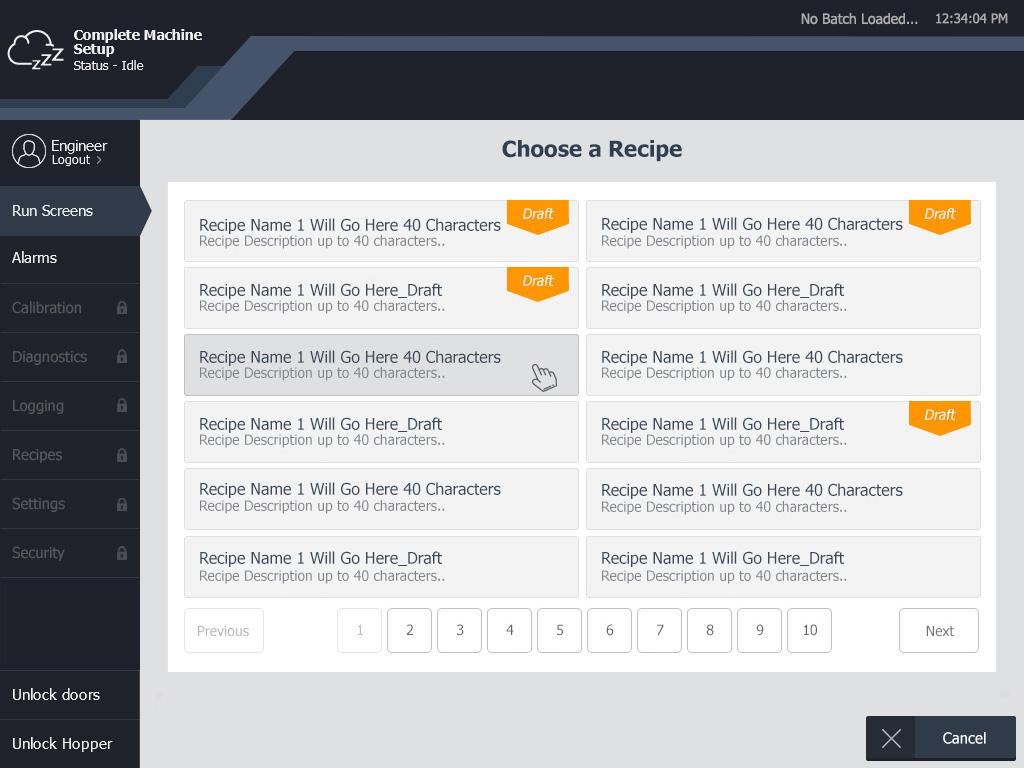 No Batch Loaded... 12:34:04 PM
Complete Machine
Setup
Status - Idle
zzz
Engineer
Logout >
Run Screens
Alarms
Calibration
Diagnostics
Logging
Recipes
Settings
Security
Unlock doors
Unlock Hopper
Choose a Recipe
Recipe Name 1 Will Go Here 40 Characters
Recipe Description up to 40 characters..
Draft
Recipe Name 1 Will Go Here 40 Characters
Recipe Description up to 40 characters..
Draft
Recipe Name 1 Will Go Here_Draft
Recipe Description up to 40 characters..
Draft
Recipe Name 1 Will Go Here_Draft
Recipe Description up to 40 characters..
Recipe Name 1 Will Go Here 40 Characters
Recipe Description up to 40 characters..
Recipe Name 1 Will Go Here 40 Characters
Recipe Description up to 40 characters..
Recipe Name 1 Will Go Here_Draft
Recipe Description up to 40 characters..
Recipe Name 1 Will Go Here_Draft
Recipe Description up to 40 characters..
Draft
Recipe Name 1 Will Go Here 40 Characters
Recipe Description up to 40 characters..
Recipe Name 1 Will Go Here 40 Characters
Recipe Description up to 40 characters..
Recipe Name 1 Will Go Here_Draft
Recipe Description up to 40 characters..
Recipe Name 1 Will Go Here_Draft
Recipe Description up to 40 characters..
Previous 1 2 3 4 5 6 7 8 9 10 Next
Cancel